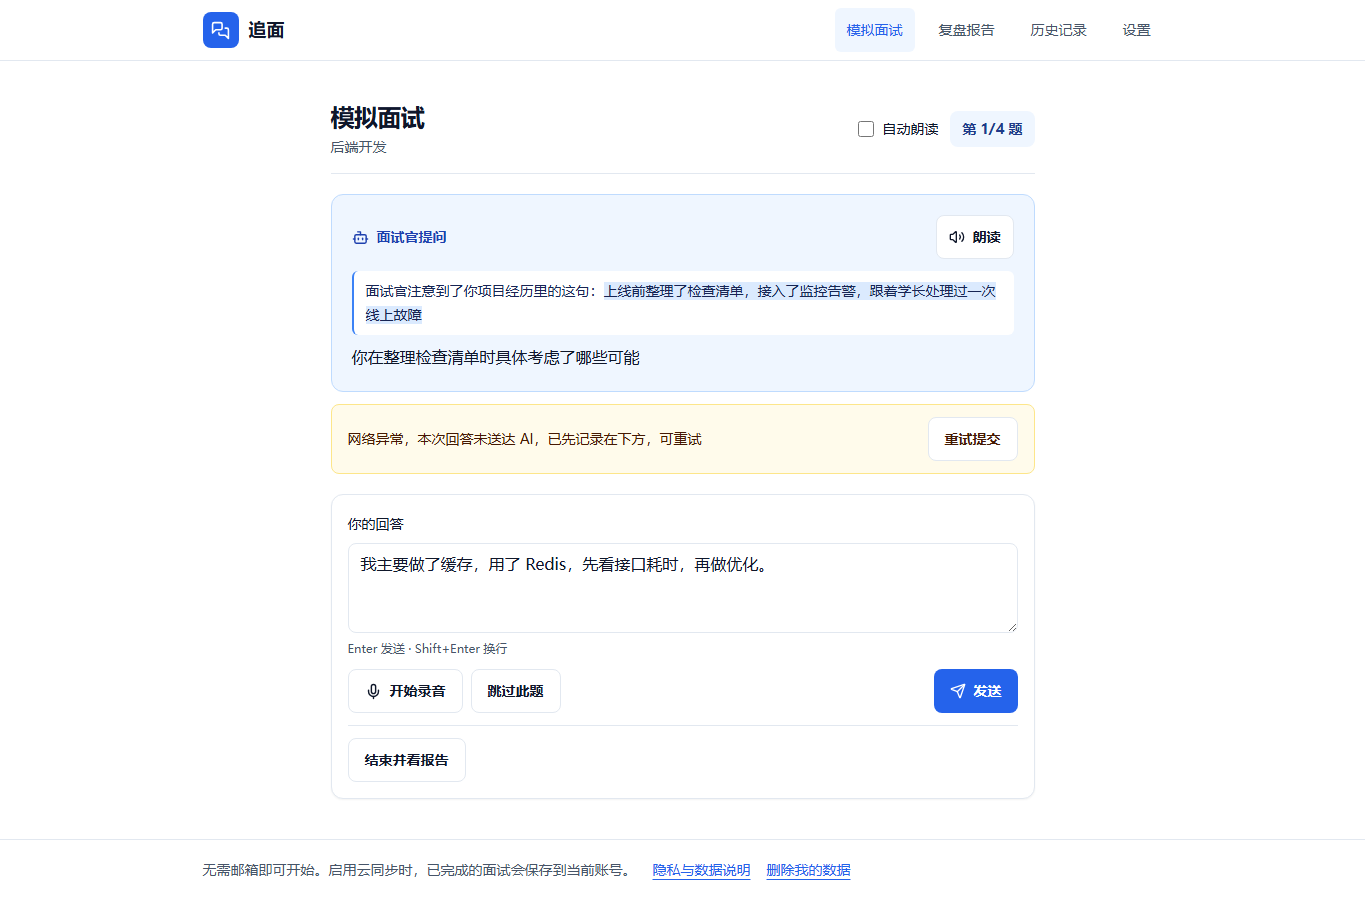 追面
模拟面试
复盘报告
历史记录
设置
模拟面试
后端开发
自动朗读
第 1/4 题
面试官提问
朗读
面试官注意到了你项目经历里的这句：上线前整理了检查清单，接入了监控告警，跟着学长处理过一次
线上故障
你在整理检查清单时具体考虑了哪些可能
网络异常，本次回答未送达 AI，已先记录在下方，可重试
重试提交
你的回答
我主要做了缓存，用了 Redis，先看接口耗时，再做优化。
Enter 发送 · Shift+Enter 换行
开始录音
跳过此题
发送
结束并看报告
无需邮箱即可开始。启用云同步时，已完成的面试会保存到当前账号。
隐私与数据说明
删除我的数据